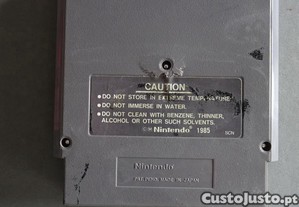 CAUTION
• DO NOT STORE IN EXTREME TEMPERATURE.
• DO NOT IMMERSE IN WATER.
• DO NOT CLEAN WITH BENZENE, THINNER,
ALCOHOL OR OTHER SUCH SOLVENTS.
©® Nintendo 1985
SCN
Nintendo
MADE IN JAPAN
CustoJusto.pt